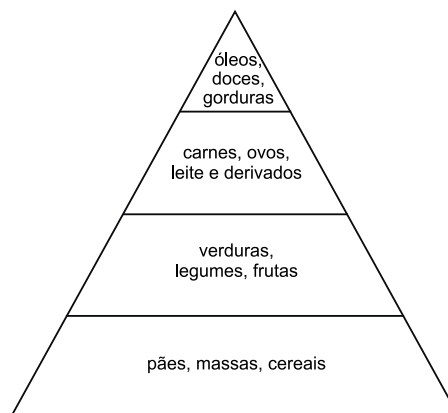 óleos,
doces,
gorduras
carnes, ovos,
leite e derivados
verduras,
legumes, frutas
pães, massas, cereais